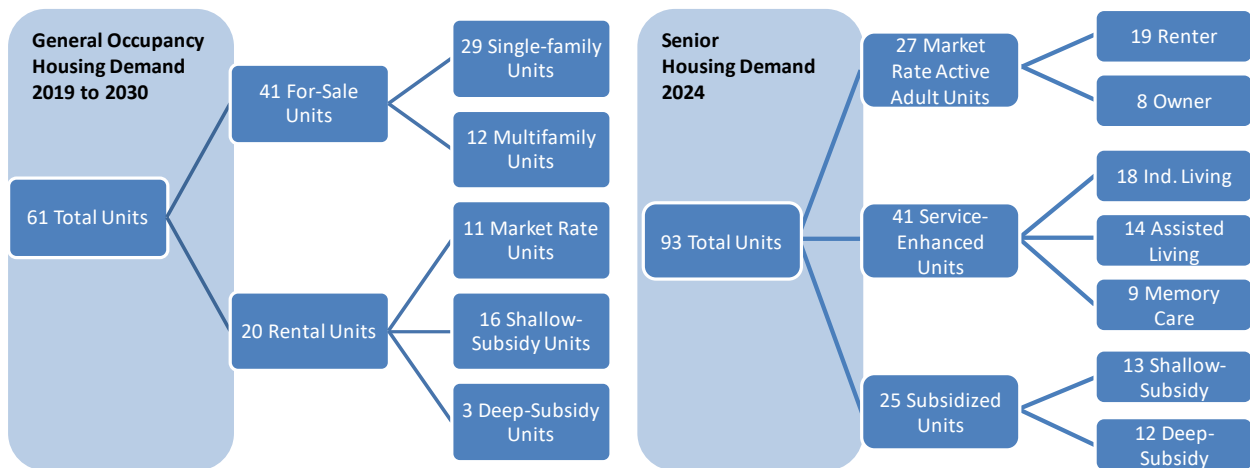 General Occupancy
Housing Demand
2019 to 2030
61 Total Units
41 For-Sale
Units
29 Single-family
Units
12 Multifamily
Units
20 Rental Units
11 Market Rate
Units
16 Shallow-
Subsidy Units
3 Deep-Subsidy
Units
Senior
Housing Demand
2024
93 Total Units
27 Market
Rate Active
Adult Units
19 Renter
8 Owner
41 Service-
Enhanced
Units
18 Ind. Living
14 Assisted
Living
9 Memory
Care
25 Subsidized
Units
13 Shallow-
Subsidy
12 Deep-
Subsidy